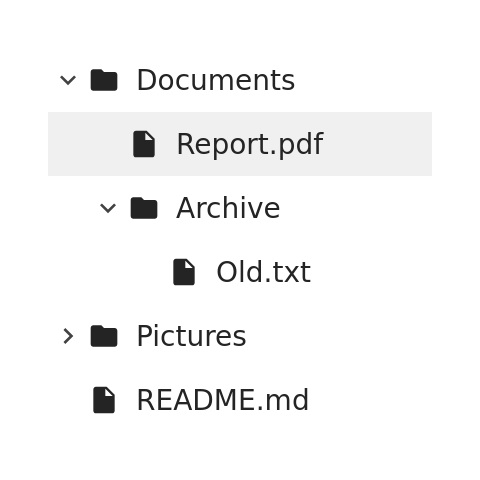 Documents
Report.pdf
Archive
Old.txt
Pictures
README.md